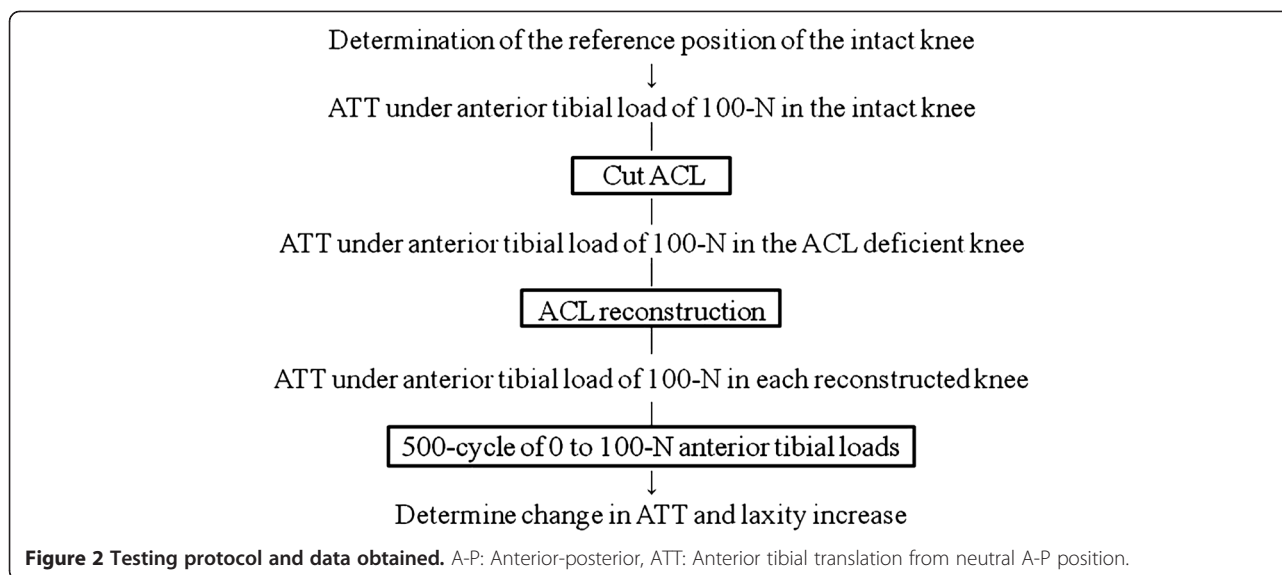 Determination of the reference position of the intact knee
↓
ATT under anterior tibial load of 100-N in the intact knee
Cut ACL
ATT under anterior tibial load of 100-N in the ACL deficient knee
ACL reconstruction
ATT under anterior tibial load of 100-N in each reconstructed knee
500-cycle of 0 to 100-N anterior tibial loads
↓
Determine change in ATT and laxity increase
Figure 2 Testing protocol and data obtained. A-P: Anterior-posterior, ATT: Anterior tibial translation from neutral A-P position.